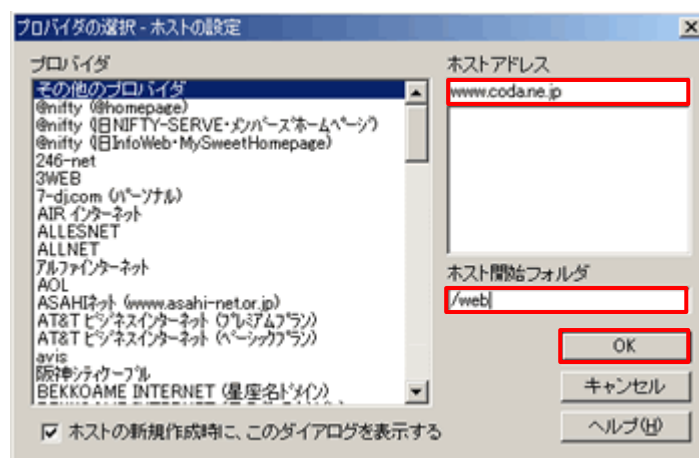 プロバイダの選択 - ホストの設定
プロバイダ
その他のプロバイダ
@nifty (@homepage)
@nifty (旧NIFTY-SERVE・メンバーズホームページ)
@nifty (旧InfoWeb・MySweetHomepage)
246-net
3WEB
7-dj.com (パーソナル)
AIR インターネット
ALLESNET
ALLNET
アルファインターネット
AOL
ASAHIネット (www.asahi-net.or.jp)
AT&T ビジネスインターネット (プレミアムプラン)
AT&T ビジネスインターネット (ベーシックプラン)
avis
阪神シティケーブル
BEKKOAME INTERNET (星座名ドメイン)
ホストの新規作成時に、このダイアログを表示する
ホストアドレス
www.coda.ne.jp
ホスト開始フォルダ
/web
OK
キャンセル
ヘルプ(H)